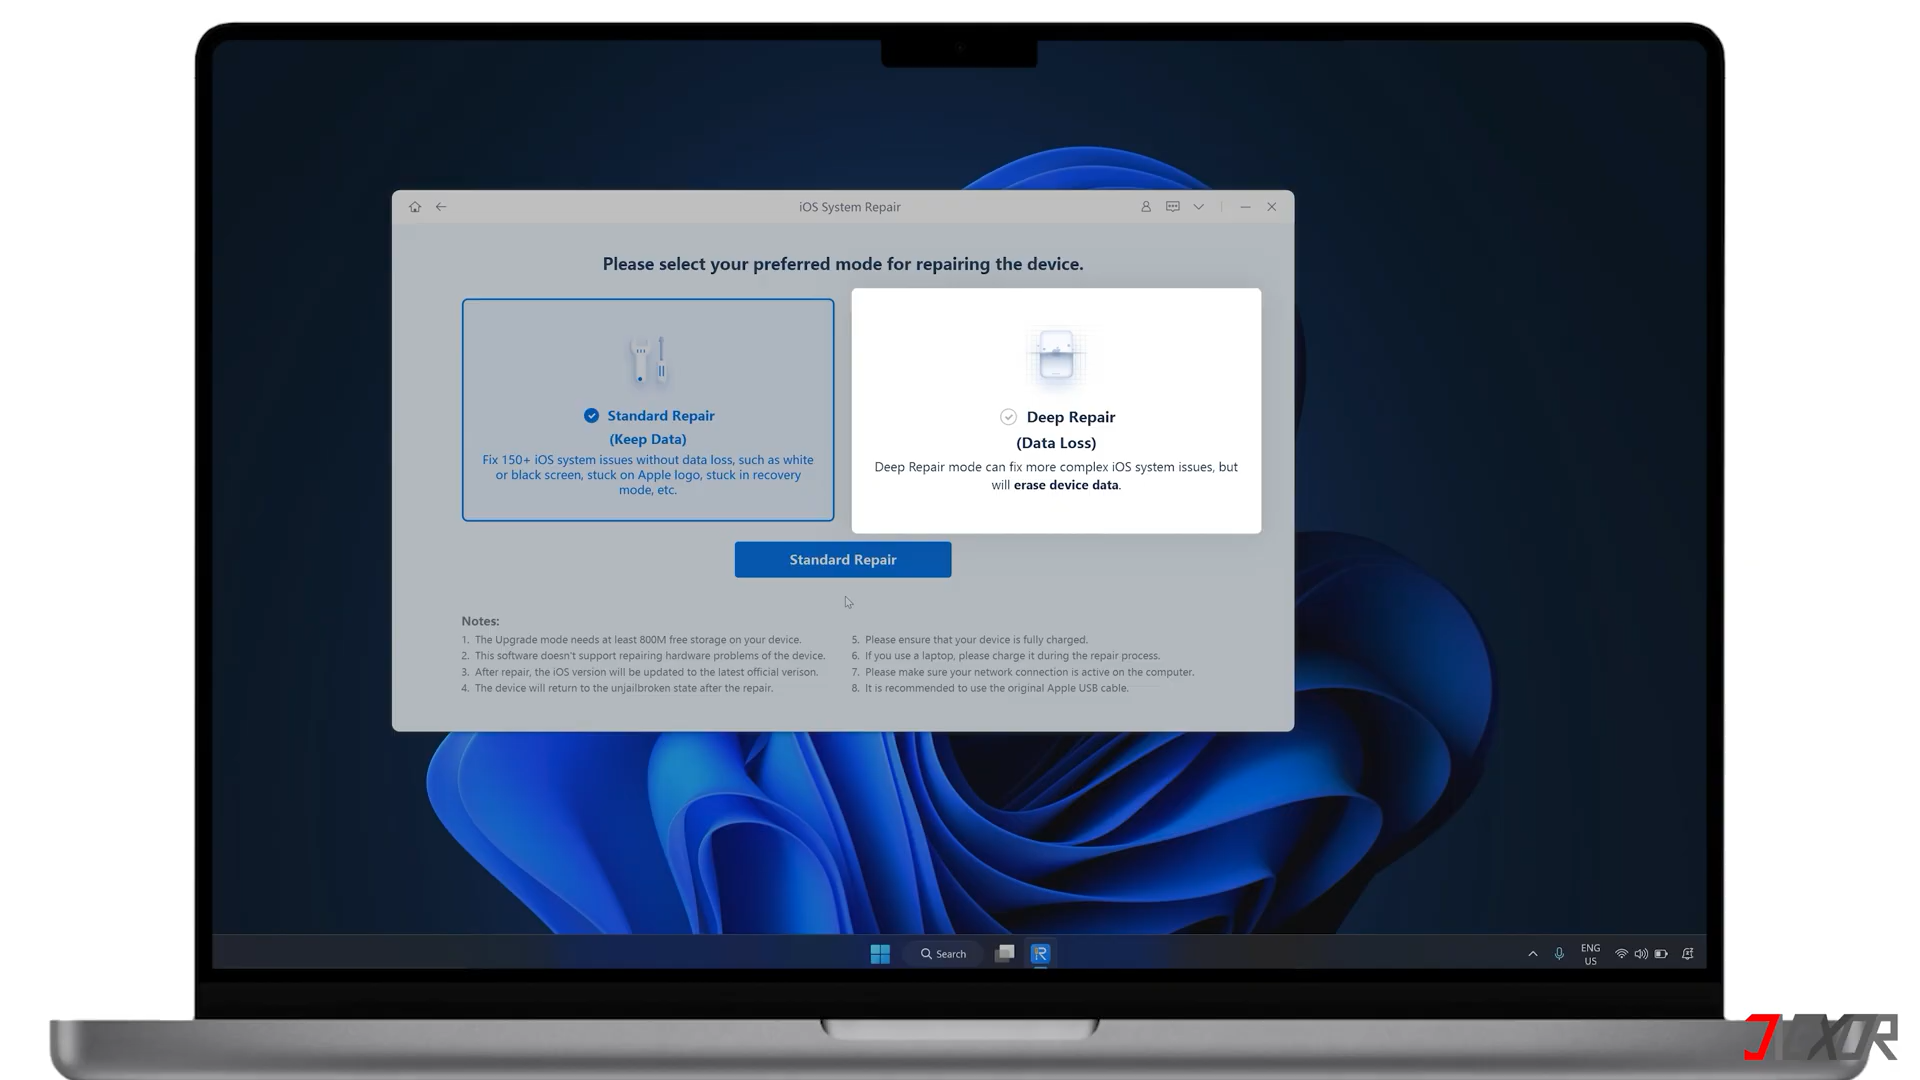 iOS System Repair
Please select your preferred mode for repairing the device.
Standard Repair
(Keep Data)
Fix 150+ iOS system issues without data loss, such as white
or black screen, stuck on Apple logo, stuck in recovery
mode, etc.
Deep Repair
(Data Loss)
Deep Repair mode can fix more complex iOS system issues, but
will erase device data.
Standard Repair
Notes:
1. The Upgrade mode needs at least 800M free storage on your device.
2. This software doesn't support repairing hardware problems of the device.
3. After repair, the iOS version will be updated to the latest official verison.
4. The device will return to the unjailbroken state after the repair.
5. Please ensure that your device is fully charged.
6. If you use a laptop, please charge it during the repair process.
7. Please make sure your network connection is active on the computer.
8. It is recommended to use the original Apple USB cable.
Search
R
ENG
US